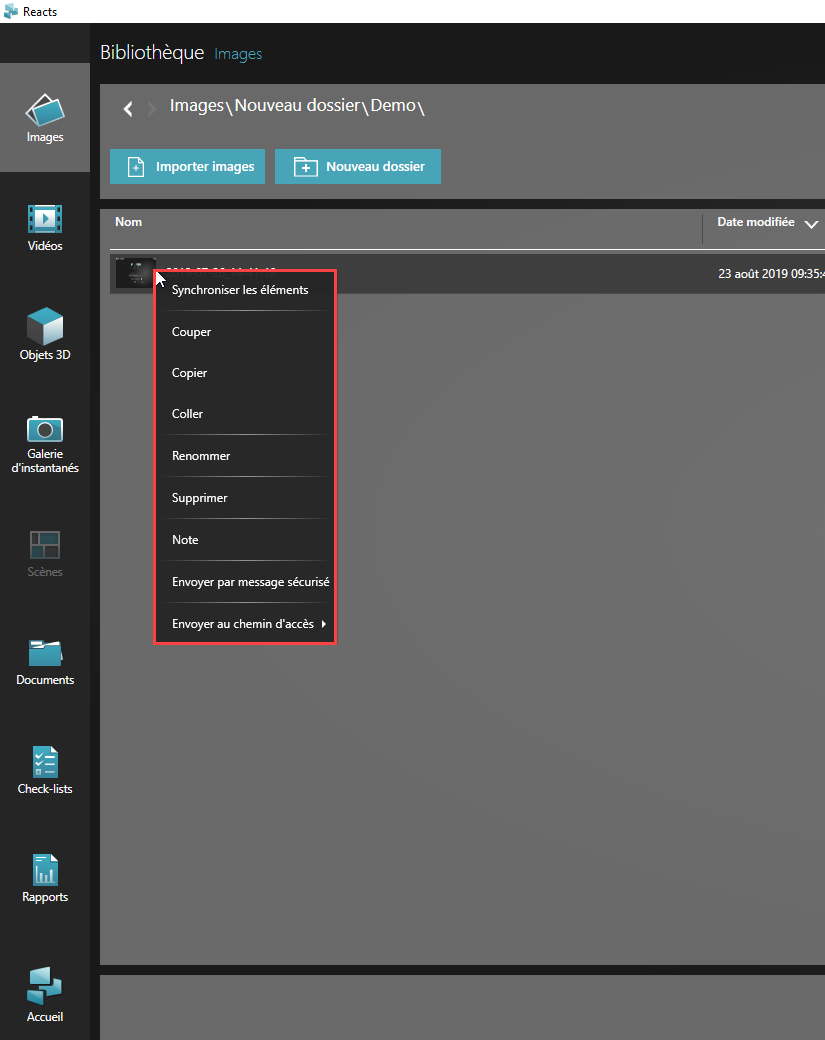 Reacts
Bibliothèque Images
Images\Nouveau dossier\Demo\
Importer images
Nouveau dossier
Nom
Date modifiée
23 août 2019 09:35:4
Synchroniser les éléments
Couper
Copier
Coller
Renommer
Supprimer
Note
Envoyer par message sécurisé
Envoyer au chemin d'accès
Images
Vidéos
Objets 3D
Galerie
d'instantanés
Scènes
Documents
Check-lists
Rapports
Accueil